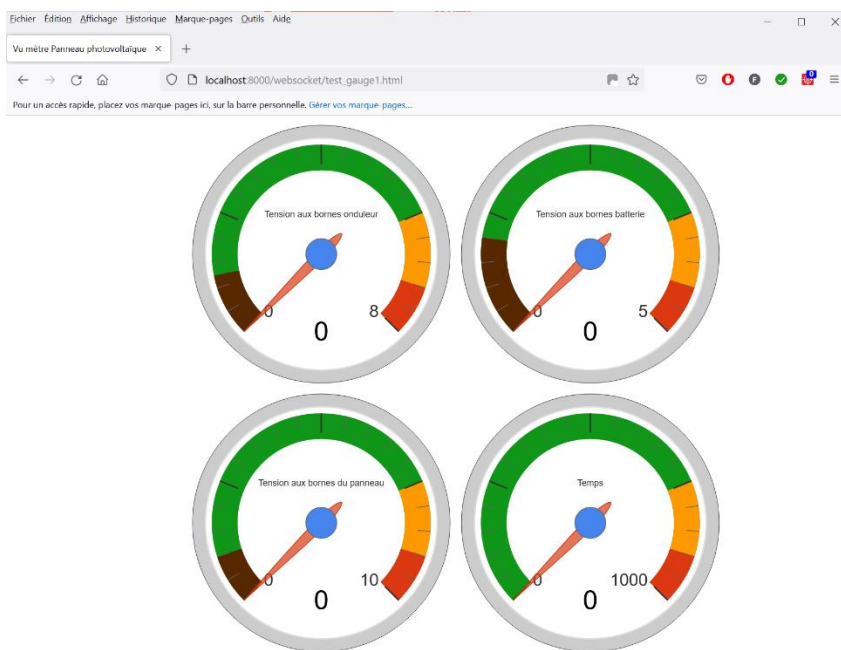 Fichier Édition Affichage Historique Marque-pages Outils Aide
Vu mètre Panneau photovoltaïque × +
localhost:8000/websocket/test_gauge1.html
F 0
Pour un accès rapide, placez vos marque-pages ici, sur la barre personnelle. Gérer vos marque-pages...
Tension aux bornes onduleur
0 8
0
Tension aux bornes batterie
0 5
0
Tension aux bornes du panneau
0 10
0
Temps
0 1000
0